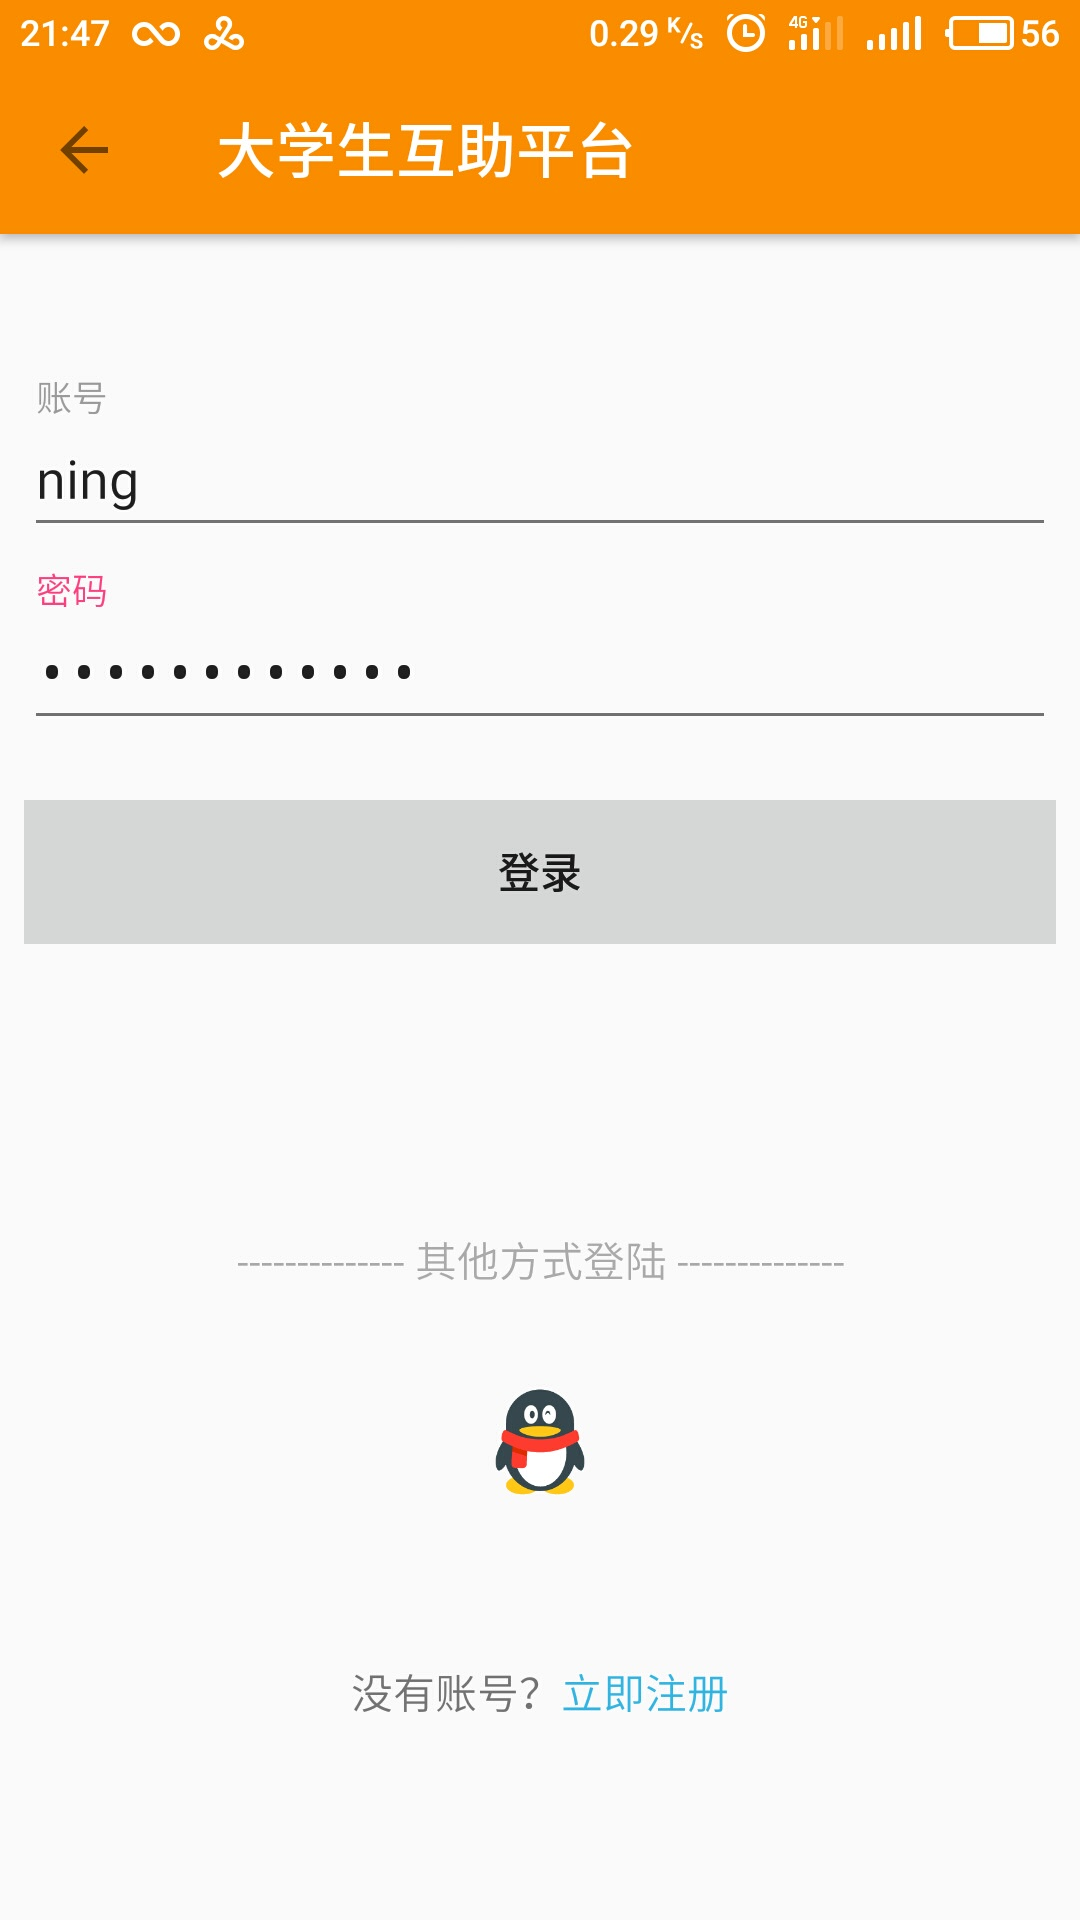 21:47 0.29 K/s 4G 56
大学生互助平台
账号
ning
密码
••••••••••••
登录
-------------- 其他方式登陆 --------------
没有账号？立即注册